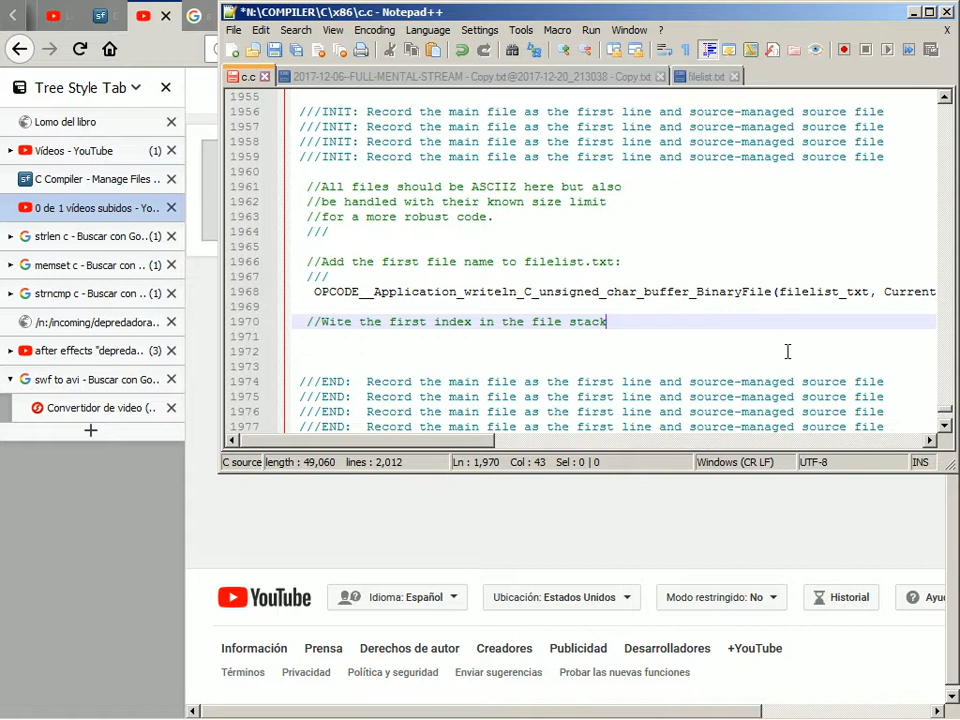 *N:\COMPILER\C\x86\c.c - Notepad++
File Edit Search View Encoding Language Settings Tools Macro Run Window ? X
c.c 2017-12-06--FULL-MENTAL-STREAM - Copy.txt@2017-12-20_213038 - Copy.txt filelist.txt
Tree Style Tab
Lomo del libro
Vídeos - YouTube (1)
C Compiler - Manage Files ...
0 de 1 vídeos subidos - Yo...
strlen c - Buscar con Go... (1)
memset c - Buscar con ... (1)
strncmp c - Buscar con ... (1)
/n:/incoming/depredadora...
after effects "depreda... (3)
swf to avi - Buscar con Go... (1)
Convertidor de video (...
1955
1956 ///INIT: Record the main file as the first line and source-managed source file
1957 ///INIT: Record the main file as the first line and source-managed source file
1958 ///INIT: Record the main file as the first line and source-managed source file
1959 ///INIT: Record the main file as the first line and source-managed source file
1960
1961 //All files should be ASCIIZ here but also
1962 //be handled with their known size limit
1963 //for a more robust code.
1964 ///
1965
1966 //Add the first file name to filelist.txt:
1967 ///
1968 OPCODE__Application_writeln_C_unsigned_char_buffer_BinaryFile(filelist_txt, Current
1969
1970 //Wite the first index in the file stack
1971
1972
1973
1974 ///END: Record the main file as the first line and source-managed source file
1975 ///END: Record the main file as the first line and source-managed source file
1976 ///END: Record the main file as the first line and source-managed source file
1977 ///END: Record the main file as the first line and source-managed source file
C source length : 49,060 lines : 2,012 Ln : 1,970 Col : 43 Sel : 0 | 0 Windows (CR LF) UTF-8 INS
YouTube Idioma: Español Ubicación: Estados Unidos Modo restringido: No Historial Ayu
Información Prensa Derechos de autor Creadores Publicidad Desarrolladores +YouTube
Términos Privacidad Política y seguridad Enviar sugerencias Probar las nuevas funciones